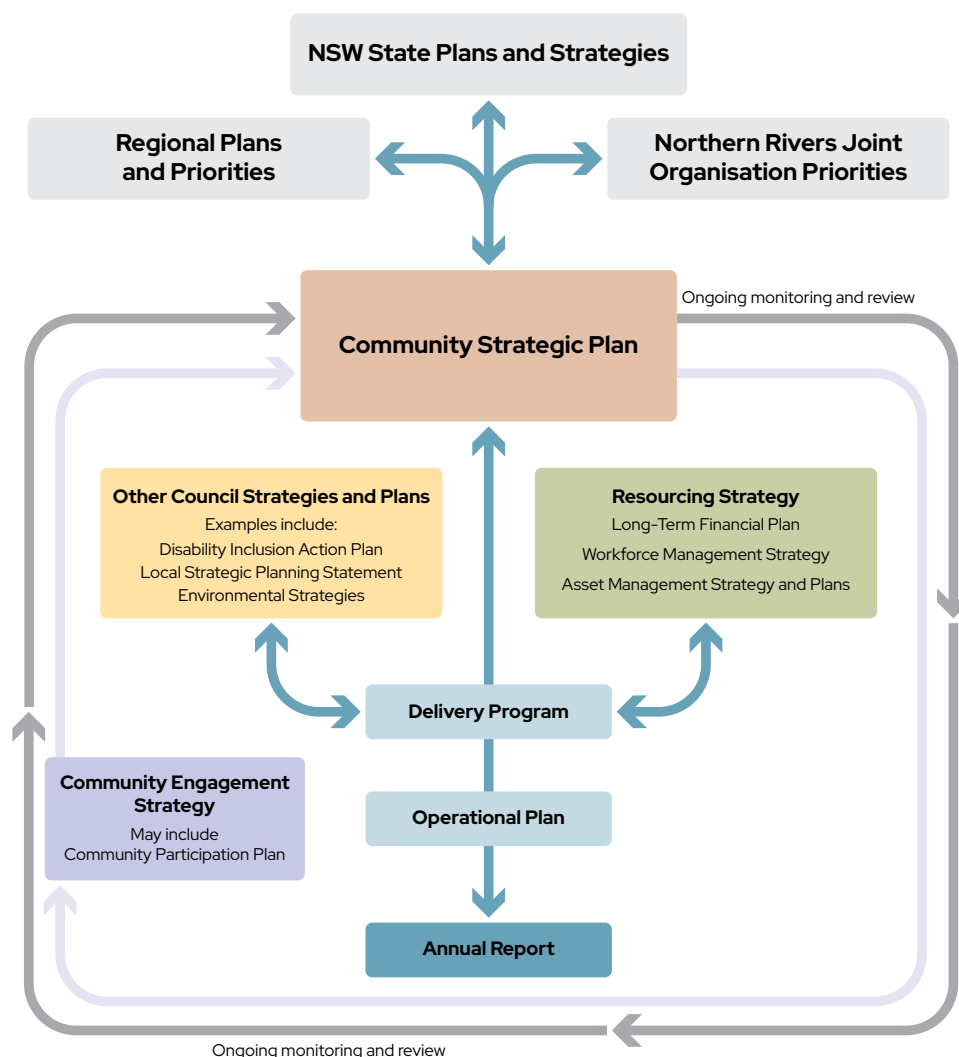 NSW State Plans and Strategies
Regional Plans
and Priorities
Northern Rivers Joint
Organisation Priorities
Ongoing monitoring and review
Community Strategic Plan
Other Council Strategies and Plans
Examples include:
Disability Inclusion Action Plan
Local Strategic Planning Statement
Environmental Strategies
Resourcing Strategy
Long-Term Financial Plan
Workforce Management Strategy
Asset Management Strategy and Plans
Delivery Program
Community Engagement
Strategy
May include
Community Participation Plan
Operational Plan
Annual Report
Ongoing monitoring and review